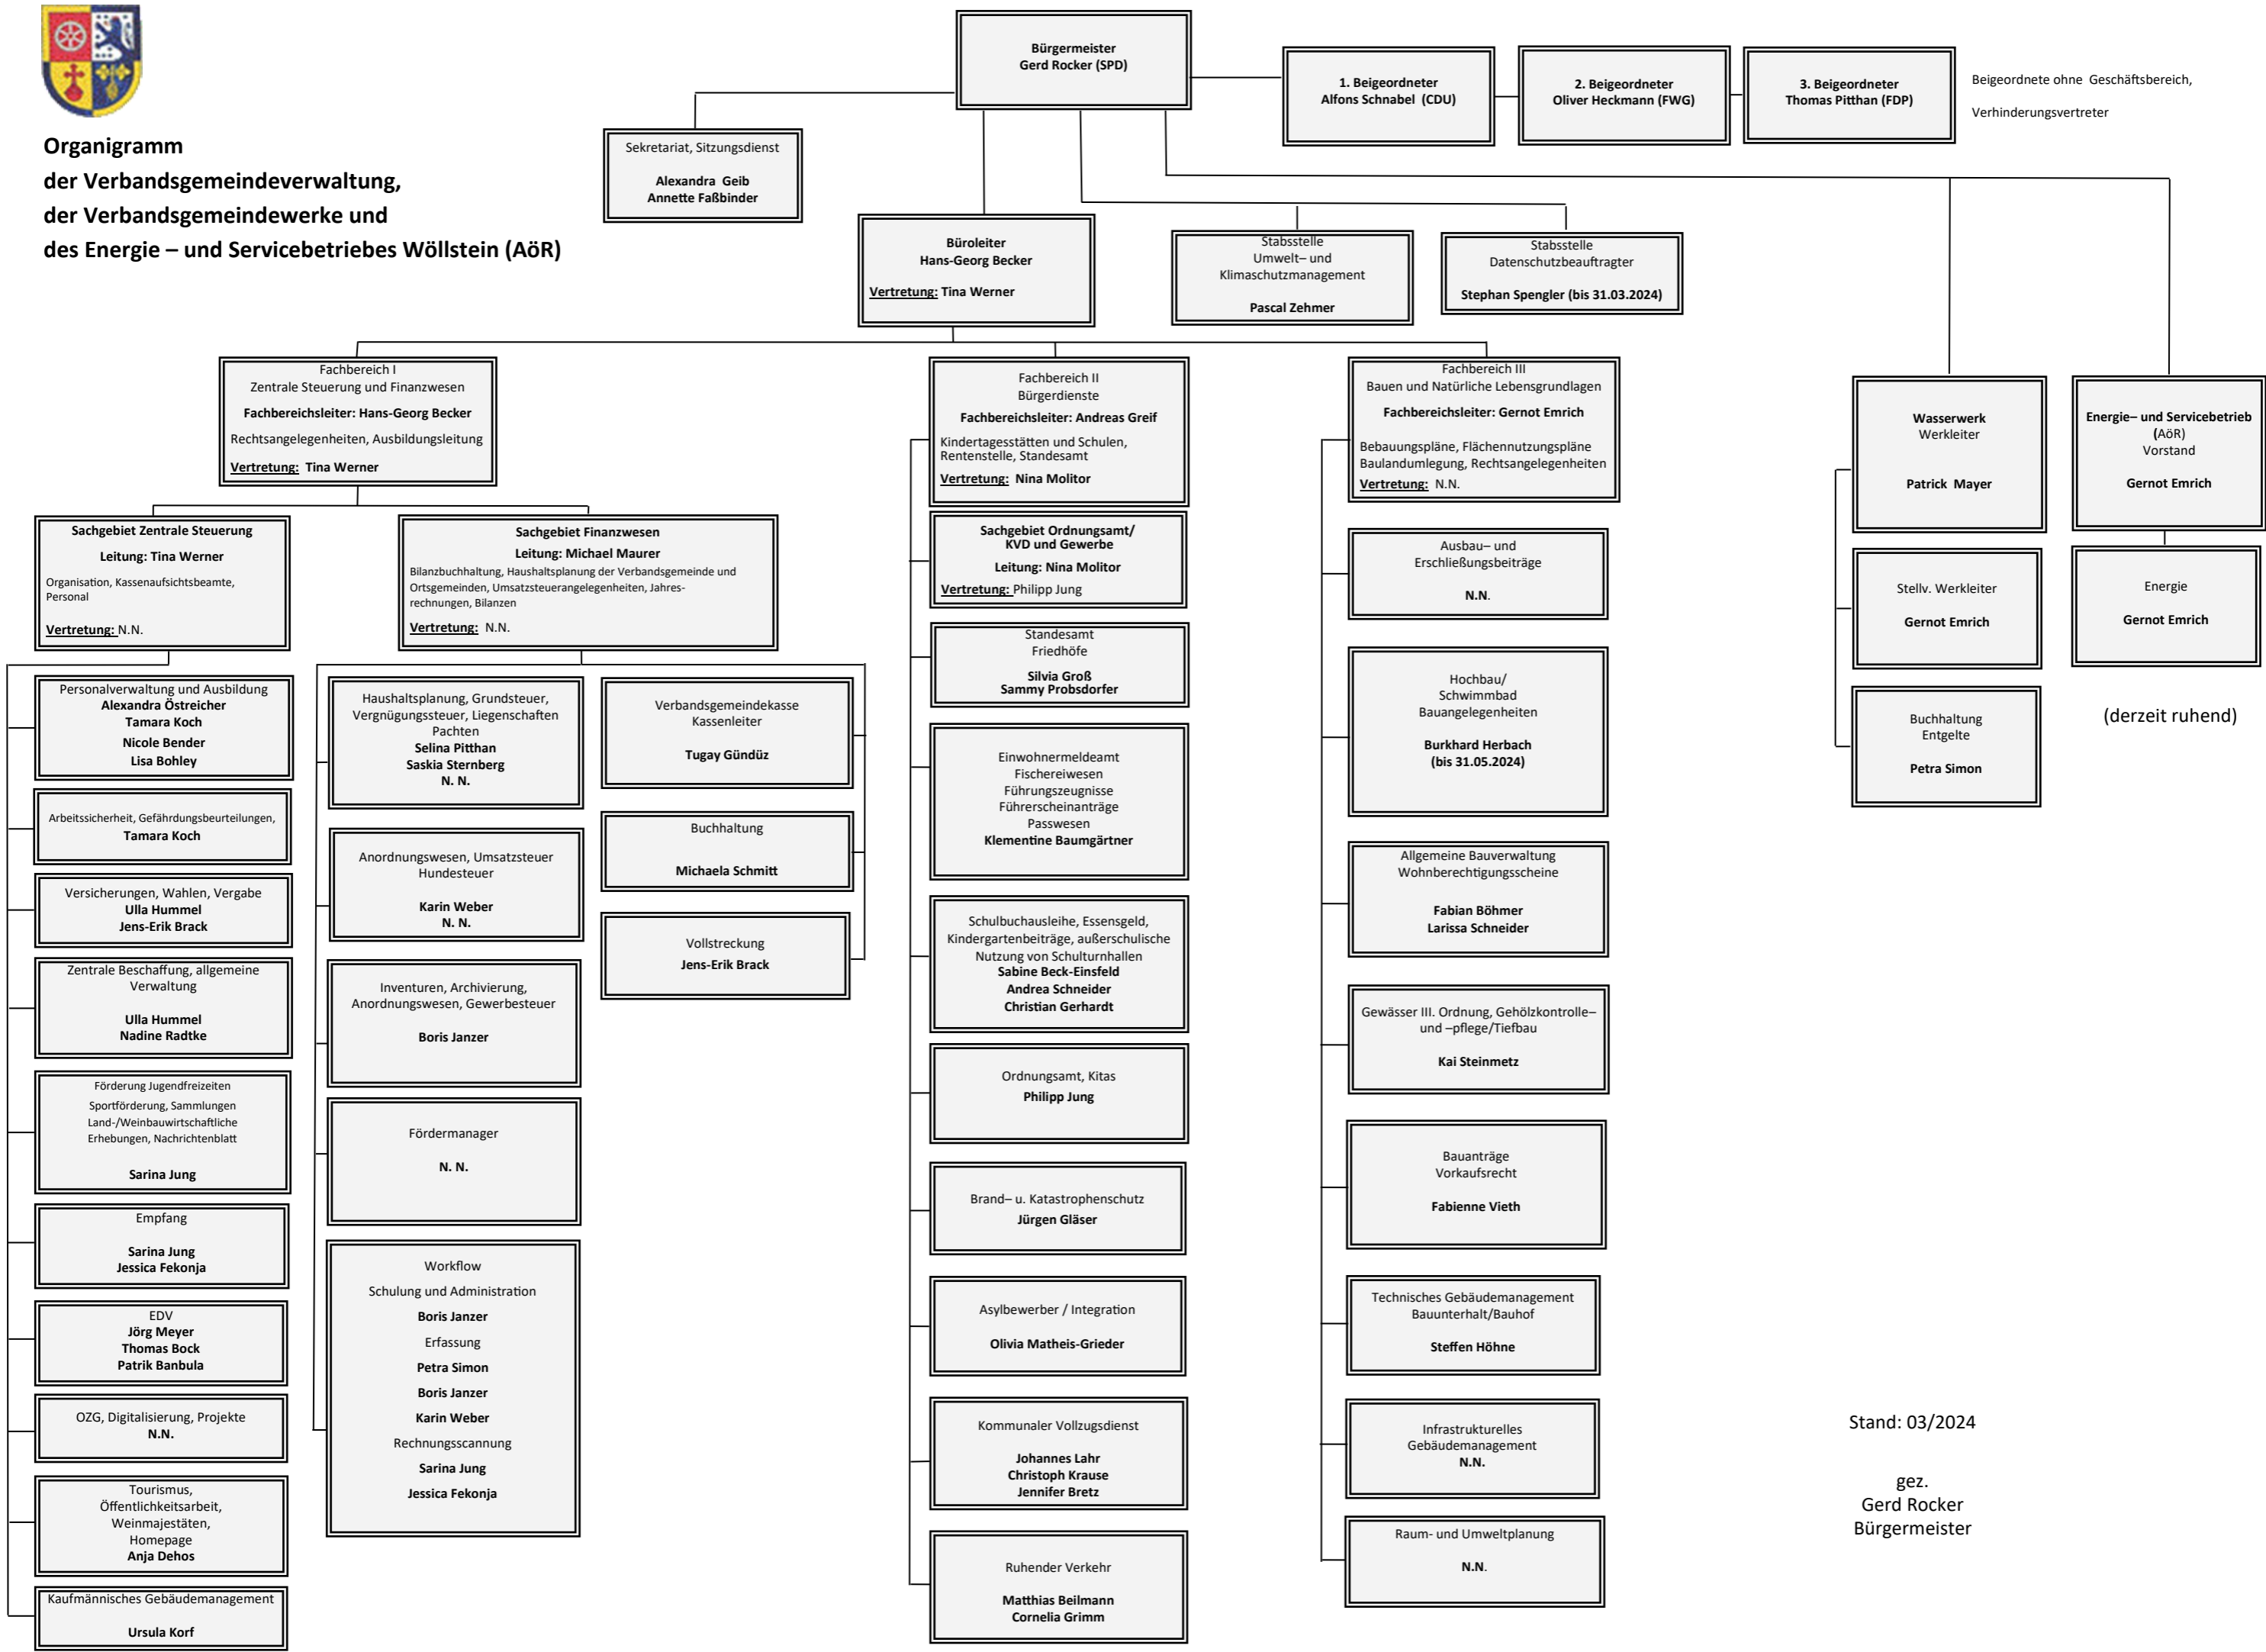 Organigramm
der Verbandsgemeindeverwaltung,
der Verbandsgemeindewerke und
des Energie – und Servicebetriebes Wöllstein (AöR)
Bürgermeister
Gerd Rocker (SPD)
1. Beigeordneter
Alfons Schnabel (CDU)
2. Beigeordneter
Oliver Heckmann (FWG)
3. Beigeordneter
Thomas Pitthan (FDP)
Beigeordnete ohne Geschäftsbereich,
Verhinderungsvertreter
Sekretariat, Sitzungsdienst
Alexandra Geib
Annette Faßbinder
Büroleiter
Hans-Georg Becker
Vertretung: Tina Werner
Stabsstelle
Umwelt– und
Klimaschutzmanagement
Pascal Zehmer
Stabsstelle
Datenschutzbeauftragter
Stephan Spengler (bis 31.03.2024)
Fachbereich I
Zentrale Steuerung und Finanzwesen
Fachbereichsleiter: Hans-Georg Becker
Rechtsangelegenheiten, Ausbildungsleitung
Vertretung: Tina Werner
Sachgebiet Zentrale Steuerung
Leitung: Tina Werner
Organisation, Kassenaufsichtsbeamte,
Personal
Vertretung: N.N.
Personalverwaltung und Ausbildung
Alexandra Östreicher
Tamara Koch
Nicole Bender
Lisa Bohley
Arbeitssicherheit, Gefährdungsbeurteilungen,
Tamara Koch
Versicherungen, Wahlen, Vergabe
Ulla Hummel
Jens-Erik Brack
Zentrale Beschaffung, allgemeine
Verwaltung
Ulla Hummel
Nadine Radtke
Förderung Jugendfreizeiten
Sportförderung, Sammlungen
Land-/Weinbauwirtschaftliche
Erhebungen, Nachrichtenblatt
Sarina Jung
Empfang
Sarina Jung
Jessica Fekonja
EDV
Jörg Meyer
Thomas Bock
Patrik Banbula
OZG, Digitalisierung, Projekte
N.N.
Tourismus,
Öffentlichkeitsarbeit,
Weinmajestäten,
Homepage
Anja Dehos
Kaufmännisches Gebäudemanagement
Ursula Korf
Sachgebiet Finanzwesen
Leitung: Michael Maurer
Bilanzbuchhaltung, Haushaltsplanung der Verbandsgemeinde und
Ortsgemeinden, Umsatzsteuerangelegenheiten, Jahres-
rechnungen, Bilanzen
Vertretung: N.N.
Haushaltsplanung, Grundsteuer,
Vergnügungssteuer, Liegenschaften
Pachten
Selina Pitthan
Saskia Sternberg
N. N.
Anordnungswesen, Umsatzsteuer
Hundesteuer
Karin Weber
N. N.
Inventuren, Archivierung,
Anordnungswesen, Gewerbesteuer
Boris Janzer
Fördermanager
N. N.
Workflow
Schulung und Administration
Boris Janzer
Erfassung
Petra Simon
Boris Janzer
Karin Weber
Rechnungsscannung
Sarina Jung
Jessica Fekonja
Verbandsgemeindekasse
Kassenleiter
Tugay Gündüz
Buchhaltung
Michaela Schmitt
Vollstreckung
Jens-Erik Brack
Fachbereich II
Bürgerdienste
Fachbereichsleiter: Andreas Greif
Kindertagesstätten und Schulen,
Rentenstelle, Standesamt
Vertretung: Nina Molitor
Sachgebiet Ordnungsamt/
KVD und Gewerbe
Leitung: Nina Molitor
Vertretung: Philipp Jung
Standesamt
Friedhöfe
Silvia Groß
Sammy Probsdorfer
Einwohnermeldeamt
Fischereiwesen
Führungszeugnisse
Führerscheinanträge
Passwesen
Klementine Baumgärtner
Schulbuchausleihe, Essensgeld,
Kindergartenbeiträge, außerschulische
Nutzung von Schulturnhallen
Sabine Beck-Einsfeld
Andrea Schneider
Christian Gerhardt
Ordnungsamt, Kitas
Philipp Jung
Brand– u. Katastrophenschutz
Jürgen Gläser
Asylbewerber / Integration
Olivia Matheis-Grieder
Kommunaler Vollzugsdienst
Johannes Lahr
Christoph Krause
Jennifer Bretz
Ruhender Verkehr
Matthias Beilmann
Cornelia Grimm
Fachbereich III
Bauen und Natürliche Lebensgrundlagen
Fachbereichsleiter: Gernot Emrich
Bebauungspläne, Flächennutzungspläne
Baulandumlegung, Rechtsangelegenheiten
Vertretung: N.N.
Ausbau– und
Erschließungsbeiträge
N.N.
Hochbau/
Schwimmbad
Bauangelegenheiten
Burkhard Herbach
(bis 31.05.2024)
Allgemeine Bauverwaltung
Wohnberechtigungsscheine
Fabian Böhmer
Larissa Schneider
Gewässer III. Ordnung, Gehölzkontrolle–
und –pflege/Tiefbau
Kai Steinmetz
Bauanträge
Vorkaufsrecht
Fabienne Vieth
Technisches Gebäudemanagement
Bauunterhalt/Bauhof
Steffen Höhne
Infrastrukturelles
Gebäudemanagement
N.N.
Raum- und Umweltplanung
N.N.
Wasserwerk
Werkleiter
Patrick Mayer
Stellv. Werkleiter
Gernot Emrich
Buchhaltung
Entgelte
Petra Simon
Energie– und Servicebetrieb
(AöR)
Vorstand
Gernot Emrich
Energie
Gernot Emrich
(derzeit ruhend)
Stand: 03/2024
gez.
Gerd Rocker
Bürgermeister